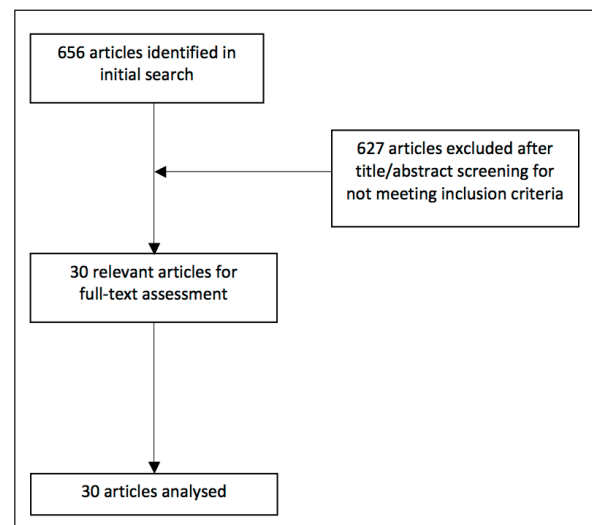 656 articles identified in
initial search
627 articles excluded after
title/abstract screening for
not meeting inclusion criteria
30 relevant articles for
full-text assessment
30 articles analysed